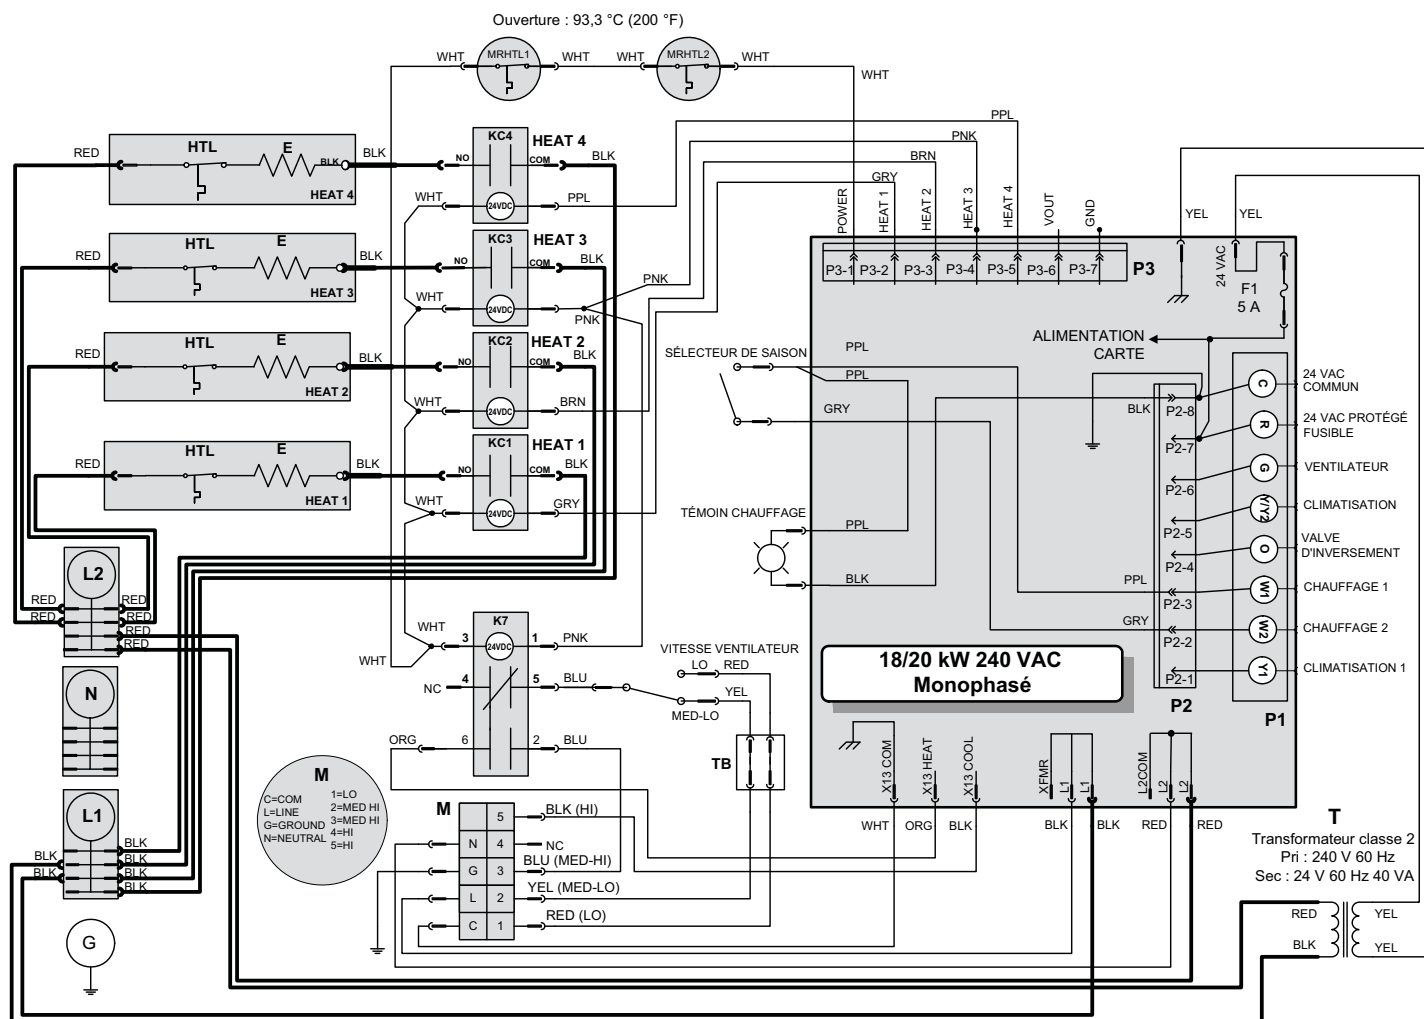 Ouverture : 93,3 °C (200 °F)
WHT MRHTL1 WHT WHT MRHTL2 WHT
WHT
PPL
PNK
BRN
GRY
RED HTL E BLK BLK
HEAT 4
NO KC4 COM HEAT 4 BLK
WHT 24VDC PPL
RED HTL E BLK
HEAT 3
NO KC3 COM HEAT 3 BLK
WHT 24VDC PNK
PNK
RED HTL E BLK
HEAT 2
NO KC2 COM HEAT 2 BLK
WHT 24VDC BRN
RED HTL E BLK
HEAT 1
NO KC1 COM HEAT 1 BLK
WHT 24VDC GRY
POWER HEAT 1 HEAT 2 HEAT 3 HEAT 4 VOUT GND
P3-1 P3-2 P3-3 P3-4 P3-5 P3-6 P3-7 P3
YEL YEL
24 VAC
F1
5 A
ALIMENTATION
CARTE
SÉLECTEUR DE SAISON
PPL
PPL
GRY
TÉMOIN CHAUFFAGE
PPL
BLK
BLK P2-8 C 24 VAC
COMMUN
P2-7 R 24 VAC PROTÉGÉ
FUSIBLE
P2-6 G VENTILATEUR
P2-5 Y/Y2 CLIMATISATION
P2-4 O VALVE
D'INVERSEMENT
PPL P2-3 W1 CHAUFFAGE 1
GRY P2-2 W2 CHAUFFAGE 2
P2-1 Y1 CLIMATISATION 1
P2 P1
18/20 kW 240 VAC
Monophasé
L2
RED RED
RED RED
RED
RED
N
L1
BLK
BLK BLK
BLK BLK
BLK
G
WHT
WHT
K7
3 24VDC 1 PNK
NC 4 5 BLU
ORG 6 2 BLU
VITESSE VENTILATEUR
LO RED
YEL
MED-LO
TB
M
C=COM
L=LINE
G=GROUND
N=NEUTRAL
1=LO
2=MED HI
3=MED HI
4=HI
5=HI
M
5 BLK (HI)
N 4 NC
G 3 BLU (MED-HI)
L 2 YEL (MED-LO)
C 1 RED (LO)
X13 COM X13 HEAT X13 COOL XFMR L1 L1 L2COM L2 L2
WHT ORG BLK BLK BLK RED RED
T
Transformateur classe 2
Pri : 240 V 60 Hz
Sec : 24 V 60 Hz 40 VA
RED YEL
BLK YEL